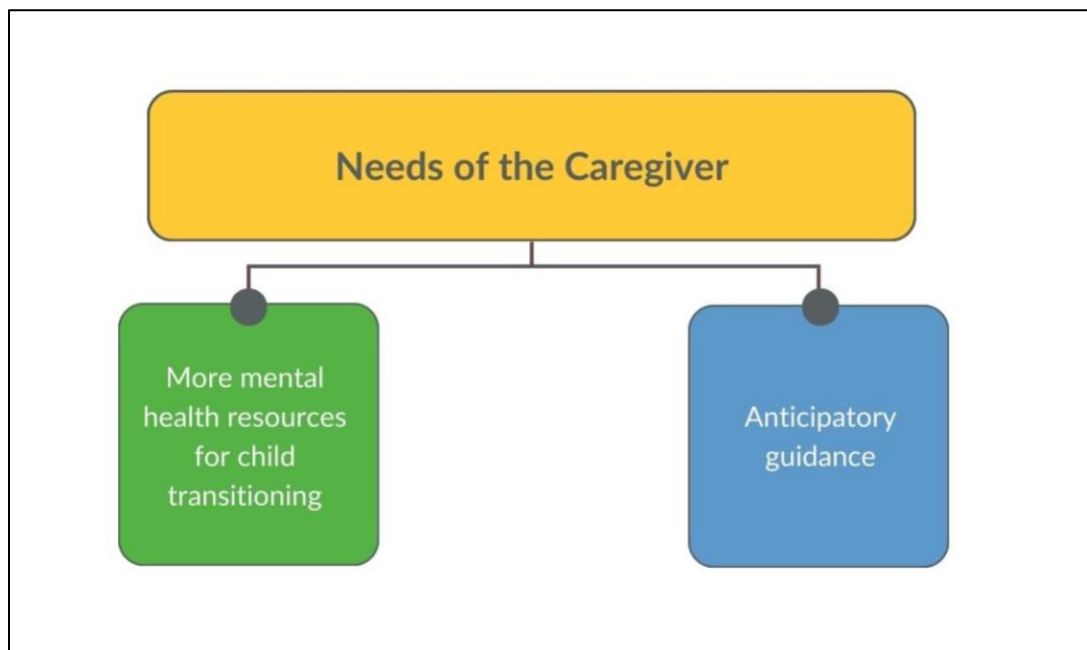 Needs of the Caregiver
More mental
health resources
for child
transitioning
Anticipatory
guidance